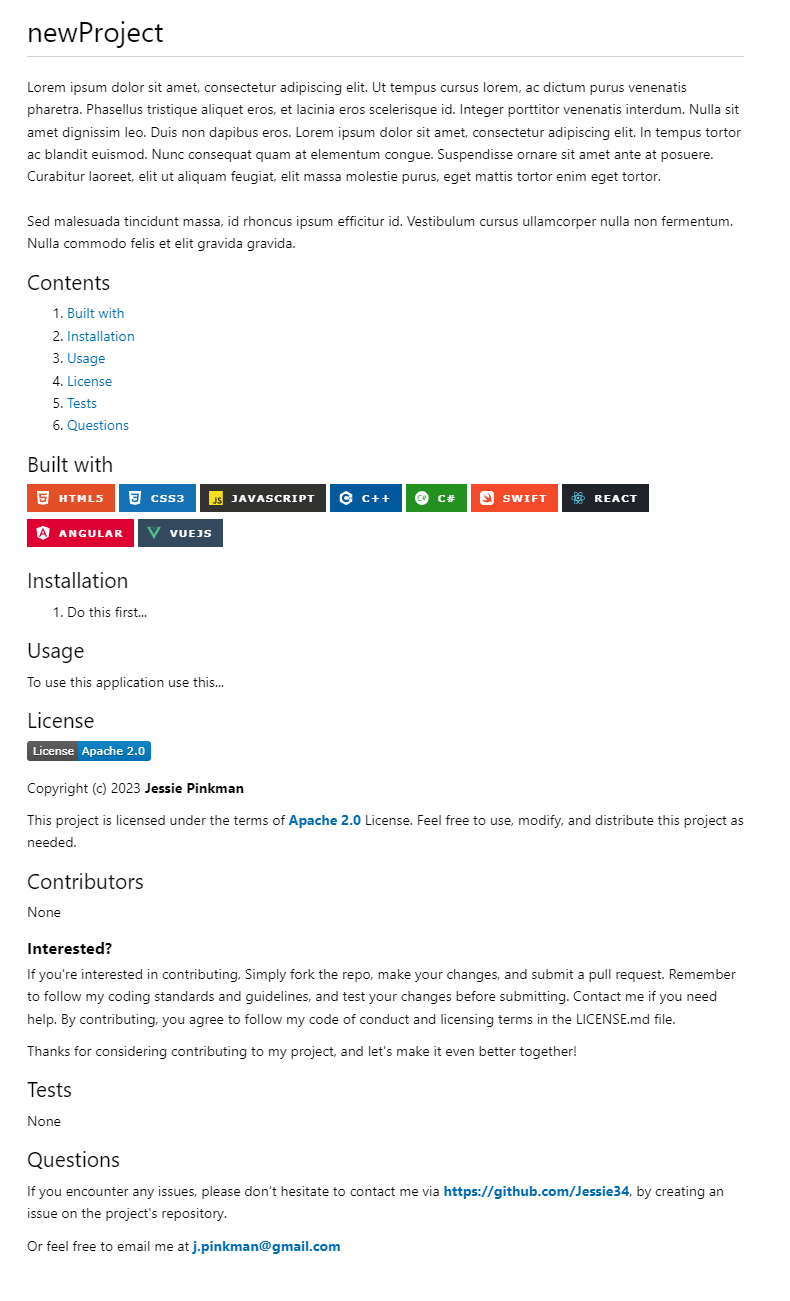 newProject
Lorem ipsum dolor sit amet, consectetur adipiscing elit. Ut tempus cursus lorem, ac dictum purus venenatis
pharetra. Phasellus tristique aliquet eros, et lacinia eros scelerisque id. Integer porttitor venenatis interdum. Nulla sit
amet dignissim leo. Duis non dapibus eros. Lorem ipsum dolor sit amet, consectetur adipiscing elit. In tempus tortor
ac blandit euismod. Nunc consequat quam at elementum congue. Suspendisse ornare sit amet ante at posuere.
Curabitur laoreet, elit ut aliquam feugiat, elit massa molestie purus, eget mattis tortor enim eget tortor.
Sed malesuada tincidunt massa, id rhoncus ipsum efficitur id. Vestibulum cursus ullamcorper nulla non fermentum.
Nulla commodo felis et elit gravida gravida.
Contents
1. Built with
2. Installation
3. Usage
4. License
5. Tests
6. Questions
Built with
HTML5 CSS3 JS JAVASCRIPT C++ C# SWIFT REACT
ANGULAR VUEJS
Installation
1. Do this first...
Usage
To use this application use this...
License
License Apache 2.0
Copyright (c) 2023 Jessie Pinkman
This project is licensed under the terms of Apache 2.0 License. Feel free to use, modify, and distribute this project as
needed.
Contributors
None
Interested?
If you're interested in contributing, Simply fork the repo, make your changes, and submit a pull request. Remember
to follow my coding standards and guidelines, and test your changes before submitting. Contact me if you need
help. By contributing, you agree to follow my code of conduct and licensing terms in the LICENSE.md file.
Thanks for considering contributing to my project, and let's make it even better together!
Tests
None
Questions
If you encounter any issues, please don't hesitate to contact me via https://github.com/Jessie34, by creating an
issue on the project's repository.
Or feel free to email me at j.pinkman@gmail.com